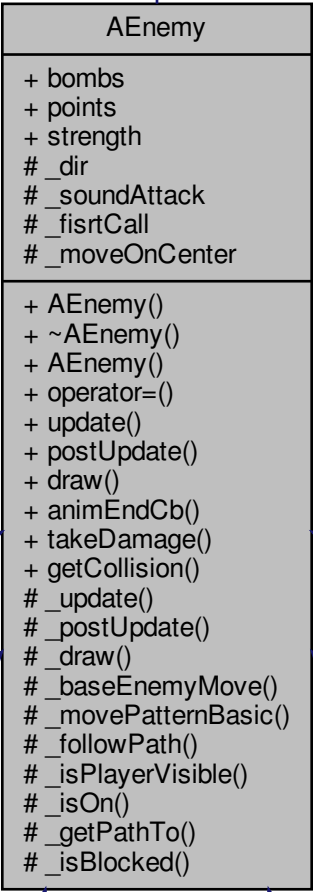 AEnemy
+ bombs
+ points
+ strength
# _dir
# _soundAttack
# _fisrtCall
# _moveOnCenter
+ AEnemy()
+ ~AEnemy()
+ AEnemy()
+ operator=()
+ update()
+ postUpdate()
+ draw()
+ animEndCb()
+ takeDamage()
+ getCollision()
# _update()
# _postUpdate()
# _draw()
# _baseEnemyMove()
# _movePatternBasic()
# _followPath()
# _isPlayerVisible()
# _isOn()
# _getPathTo()
# _isBlocked()